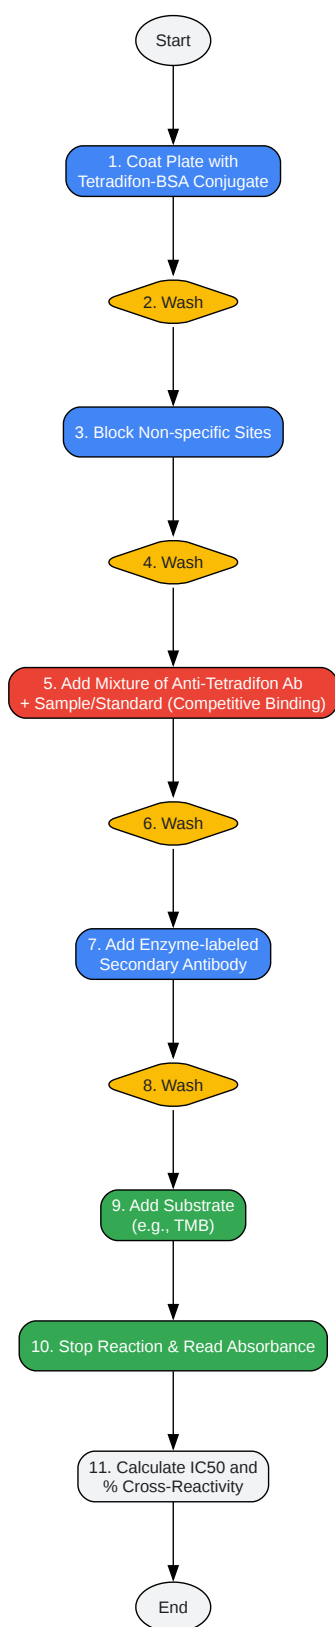 Start
1. Coat Plate with
Tetradifon-BSA Conjugate
2. Wash
3. Block Non-specific Sites
4. Wash
5. Add Mixture of Anti-Tetradifon Ab
+ Sample/Standard (Competitive Binding)
6. Wash
7. Add Enzyme-labeled
Secondary Antibody
8. Wash
9. Add Substrate
(e.g., TMB)
10. Stop Reaction & Read Absorbance
11. Calculate IC50 and
% Cross-Reactivity
End